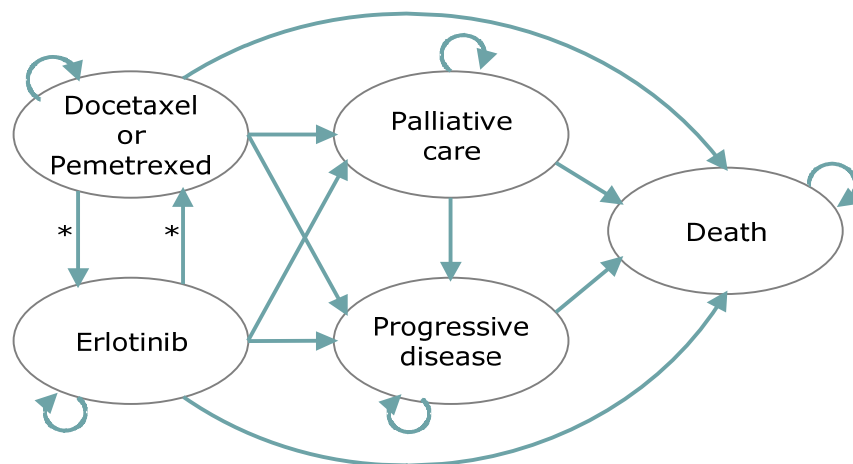 Docetaxel
or
Pemetrexed
Palliative
care
Death
*
*
Erlotinib
Progressive
disease